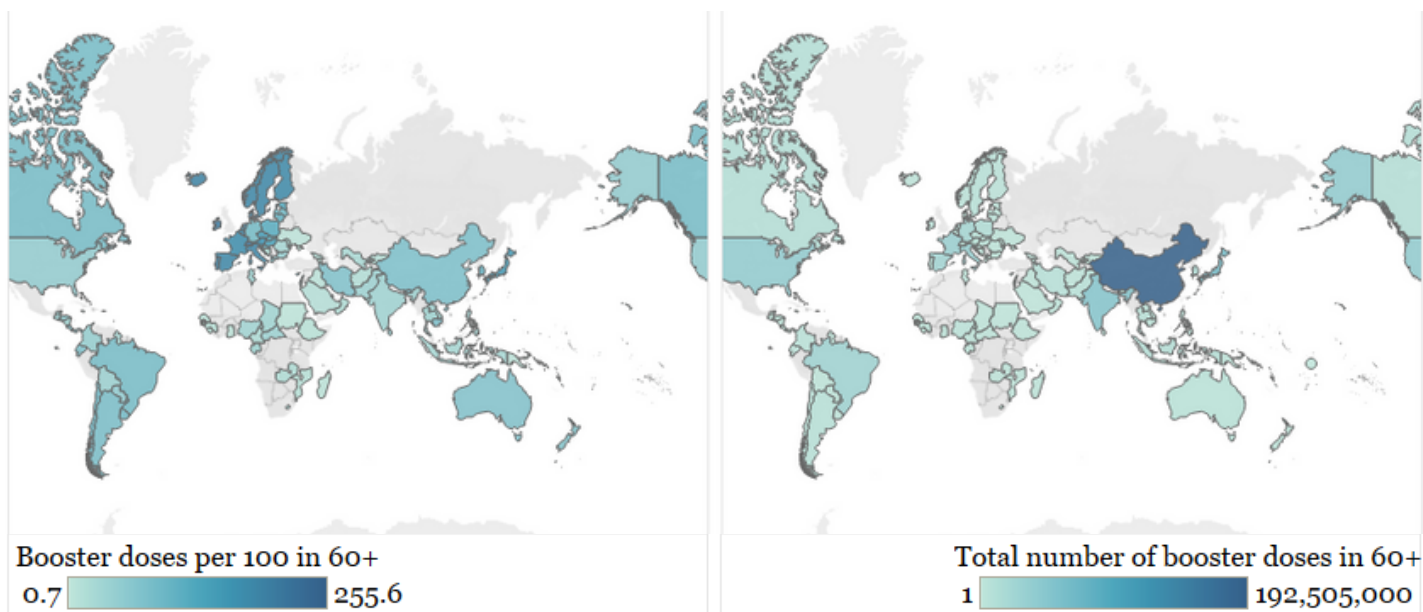 Booster doses per 100 in 60+
0.7 255.6
Total number of booster doses in 60+
1 192,505,000